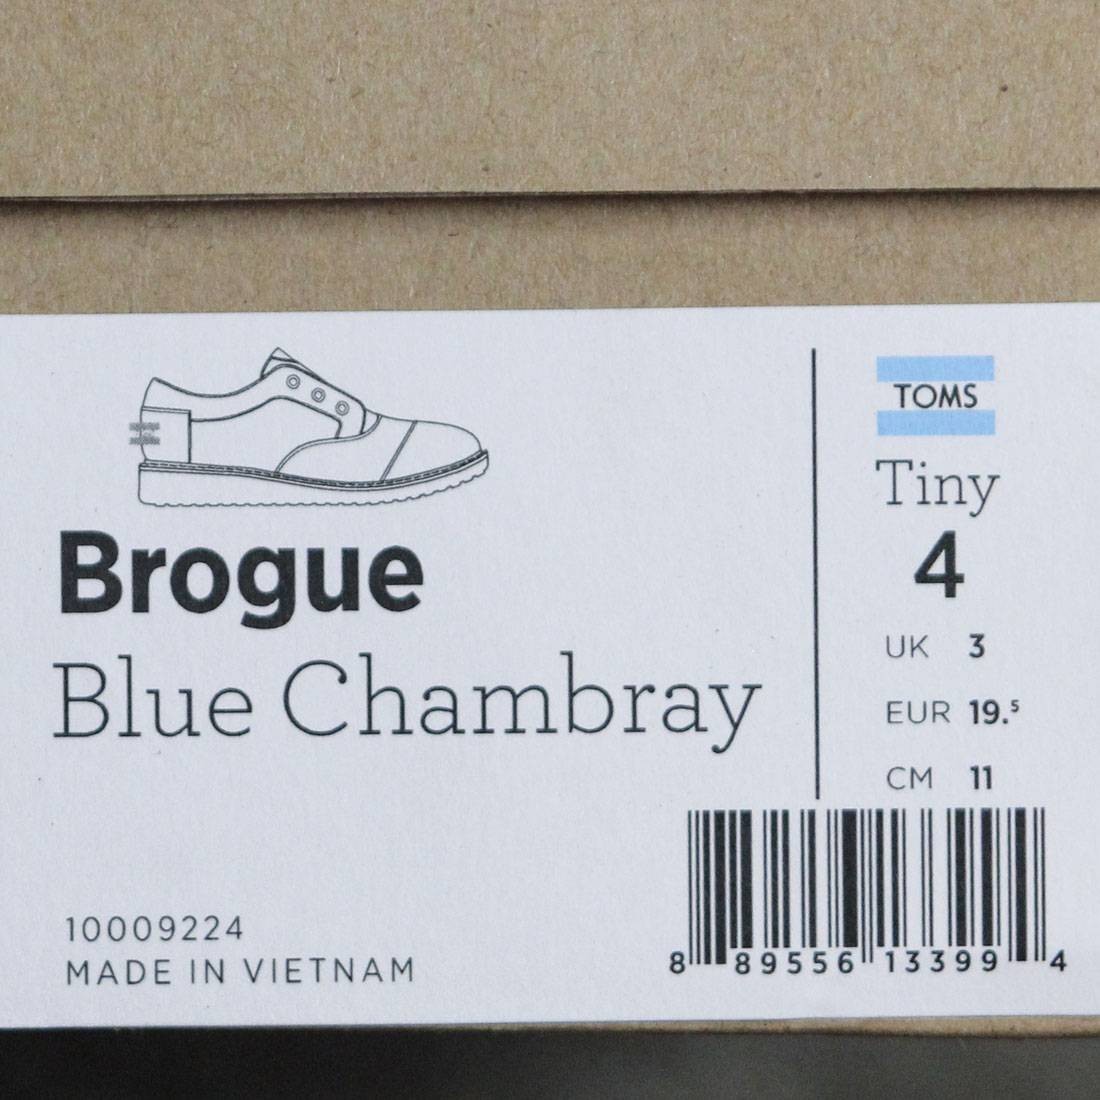 Brogue
Blue Chambray
10009224
MADE IN VIETNAM
TOMS
Tiny
4
UK 3
EUR 19.⁵
CM 11
8 89556 13399 4